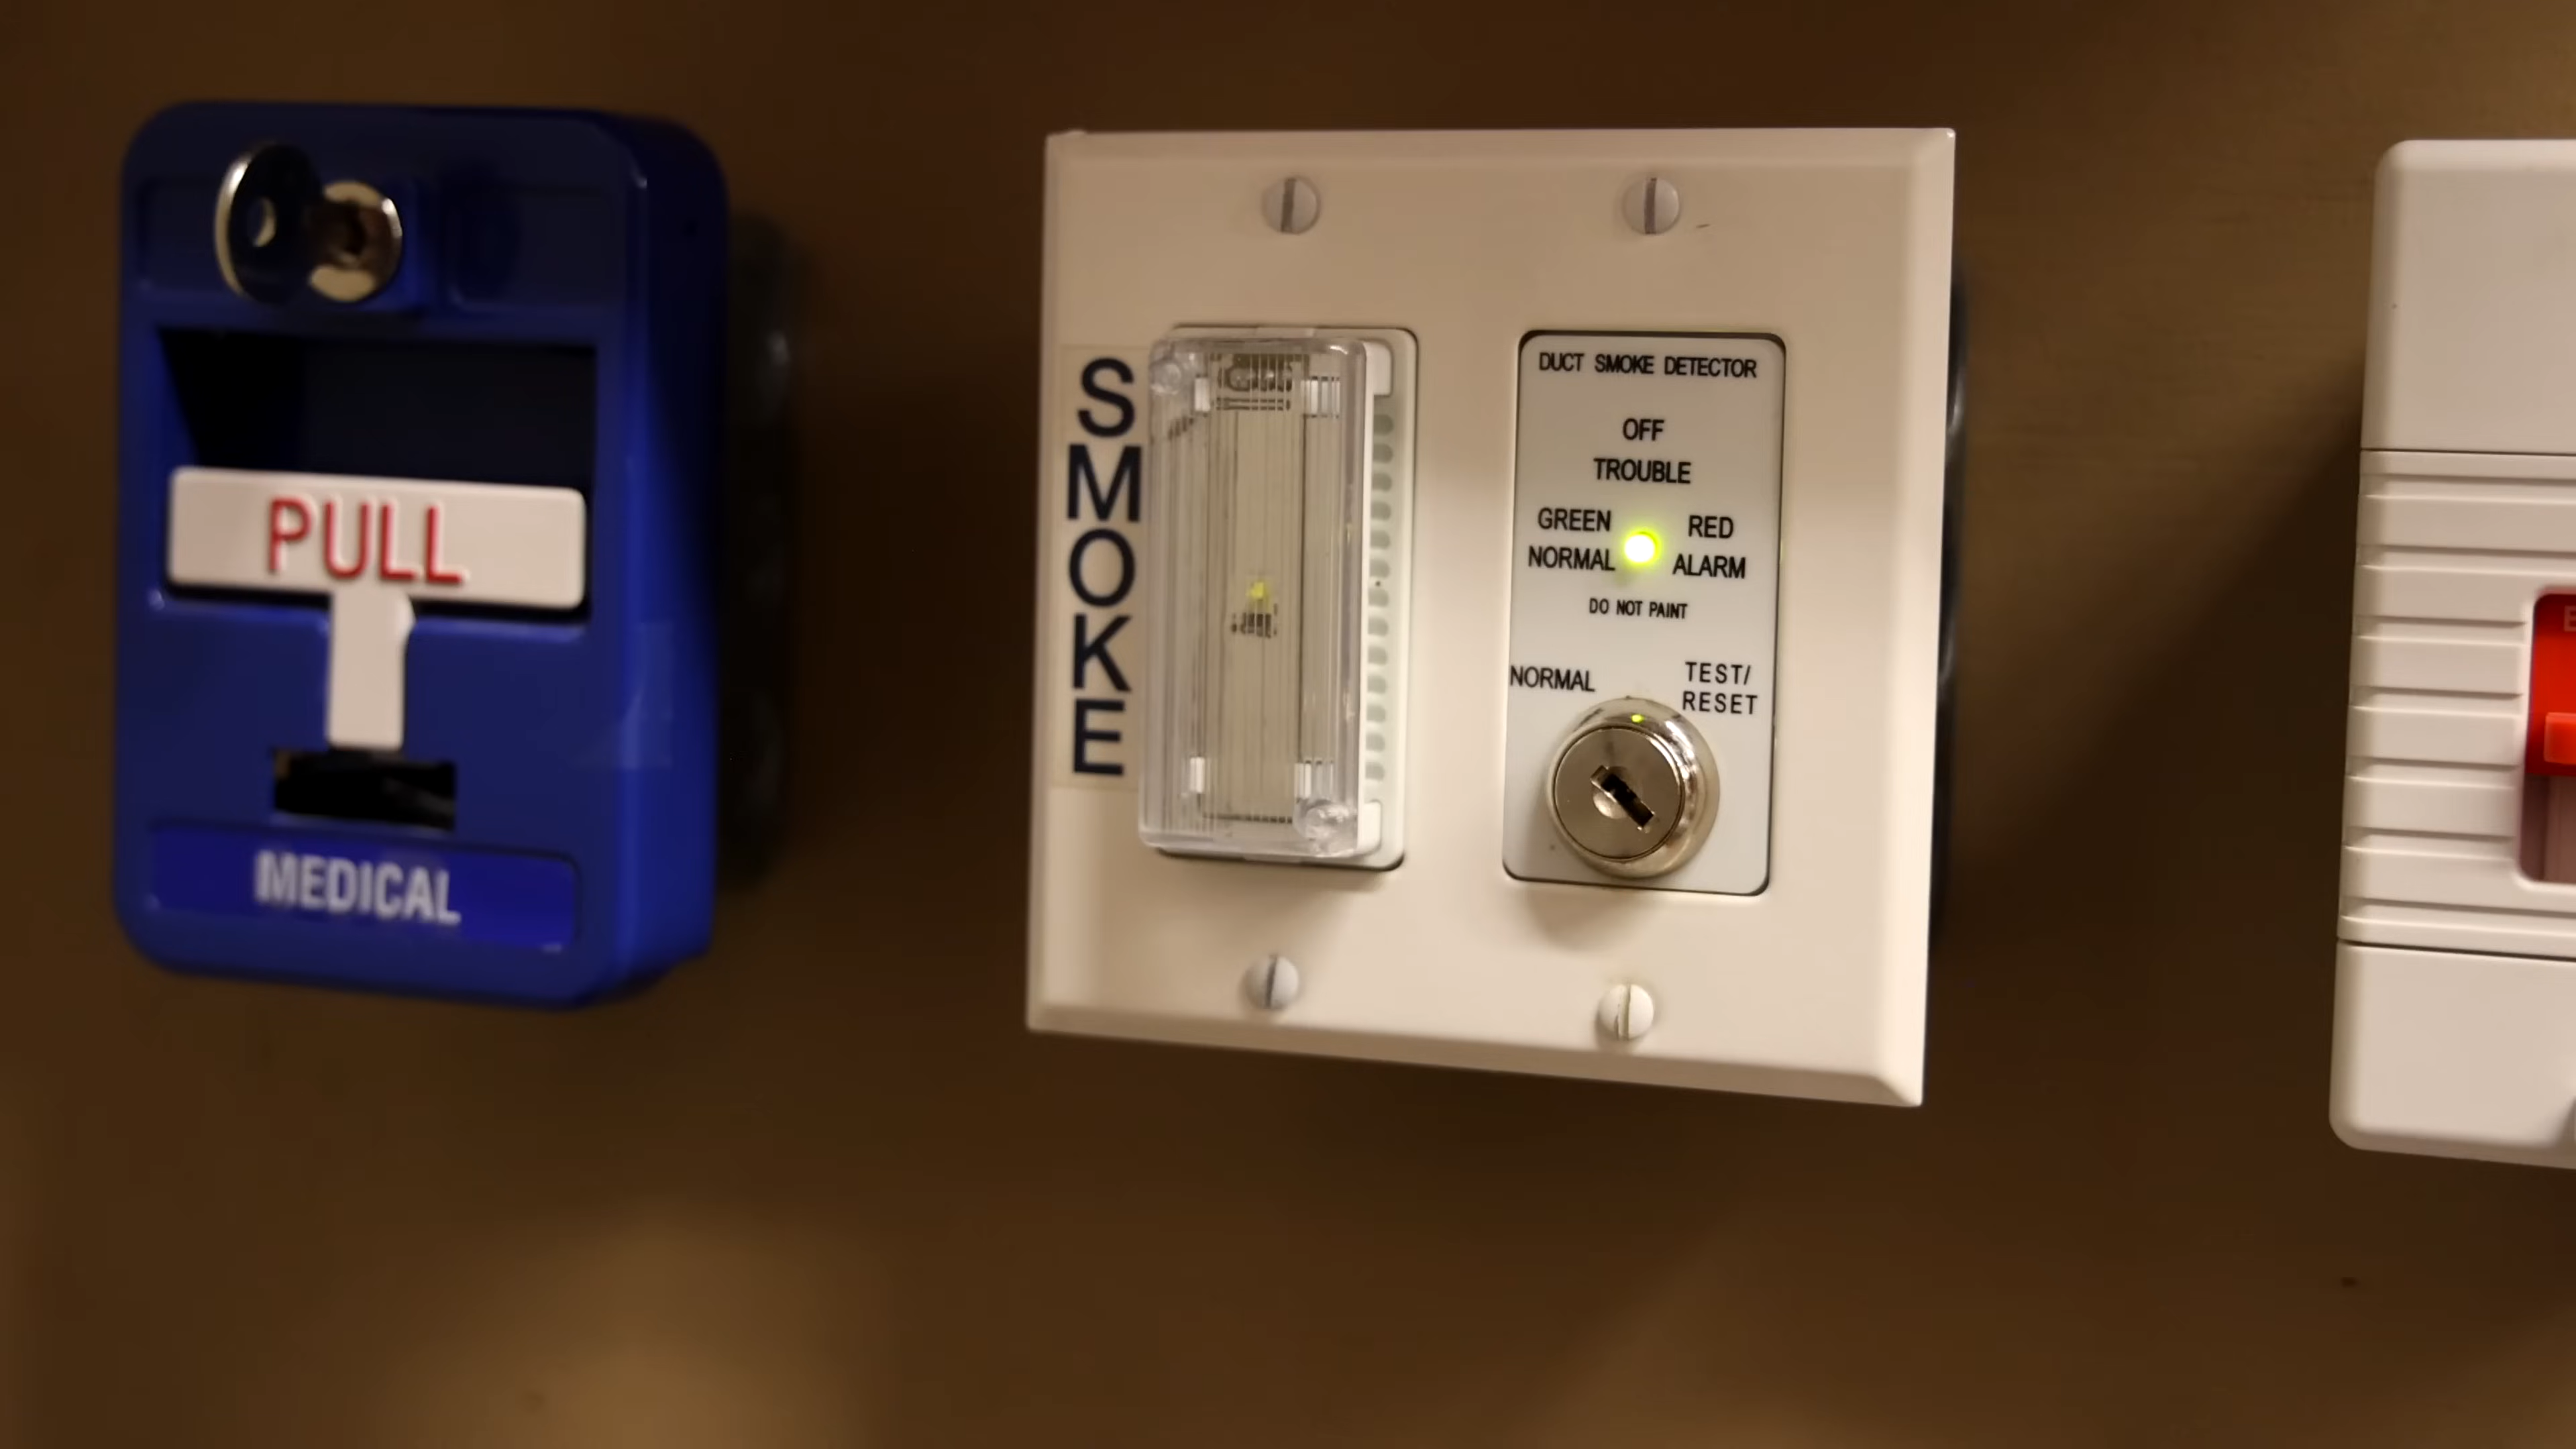 PULL
MEDICAL
SMOKE
DUCT SMOKE DETECTOR
OFF
TROUBLE
GREEN
NORMAL
RED
ALARM
DO NOT PAINT
NORMAL
TEST/
RESET